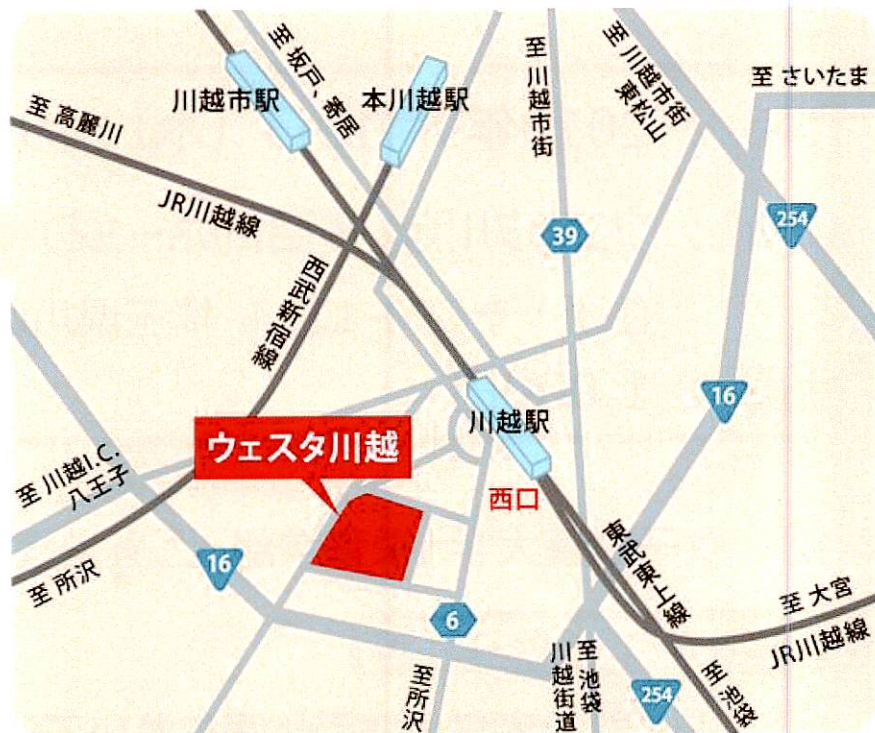 至 坂戸、寄居
川越市駅
本川越駅
至 高麗川
JR川越線
西武新宿線
至 川越市街
至 川越市街
東松山
至 さいたま
254
39
16
川越駅
西口
ウェスタ川越
至 川越I.C.
八王子
至 所沢
16
6
至所沢
至 池袋
川越街道
東武東上線
至 大宮
JR川越線
254
至 池袋